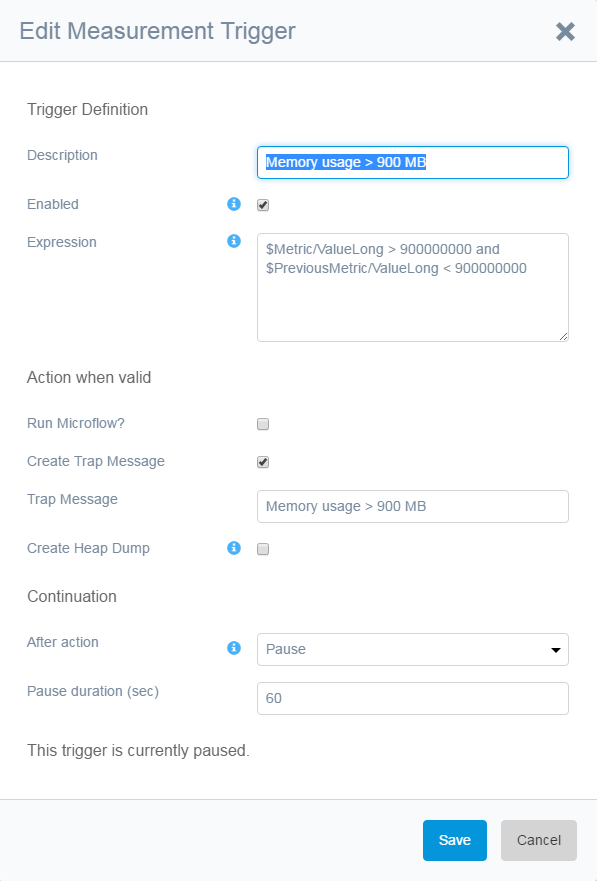 Edit Measurement Trigger
Trigger Definition
Description
Memory usage > 900 MB
Enabled
Expression
$Metric/ValueLong > 900000000 and
$PreviousMetric/ValueLong < 900000000
Action when valid
Run Microflow?
Create Trap Message
Trap Message
Memory usage > 900 MB
Create Heap Dump
Continuation
After action
Pause
Pause duration (sec)
60
This trigger is currently paused.
Save
Cancel